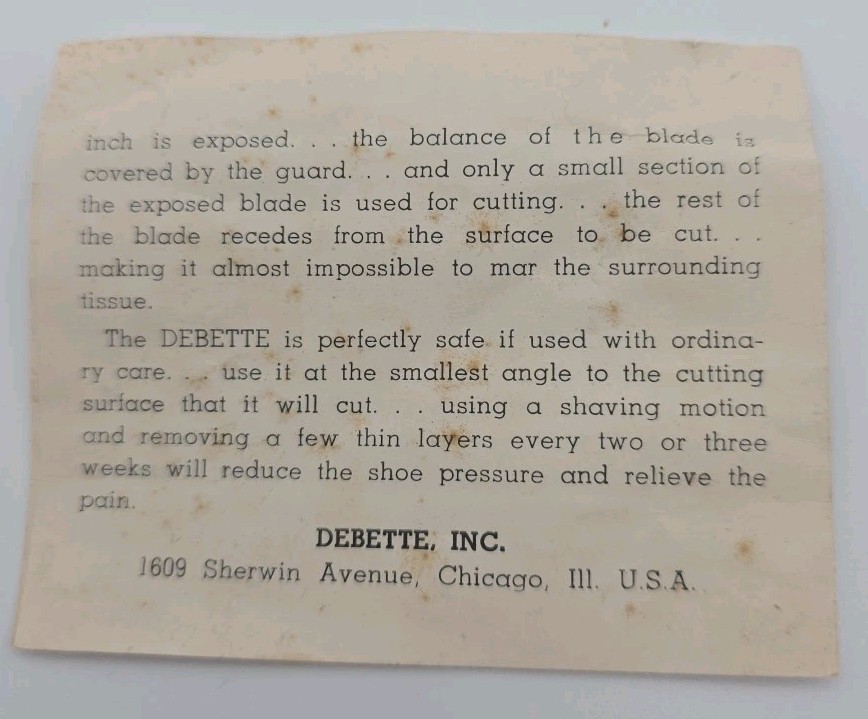 inch is exposed. . . the balance of the blade is
covered by the guard. . . and only a small section of
the exposed blade is used for cutting. . . the rest of
the blade recedes from the surface to be cut. . .
making it almost impossible to mar the surrounding
tissue.
The DEBETTE is perfectly safe if used with ordina-
ry care. . . use it at the smallest angle to the cutting
surface that it will cut. . . using a shaving motion
and removing a few thin layers every two or three
weeks will reduce the shoe pressure and relieve the
pain.
DEBETTE, INC.
1609 Sherwin Avenue, Chicago, Ill. U.S.A.